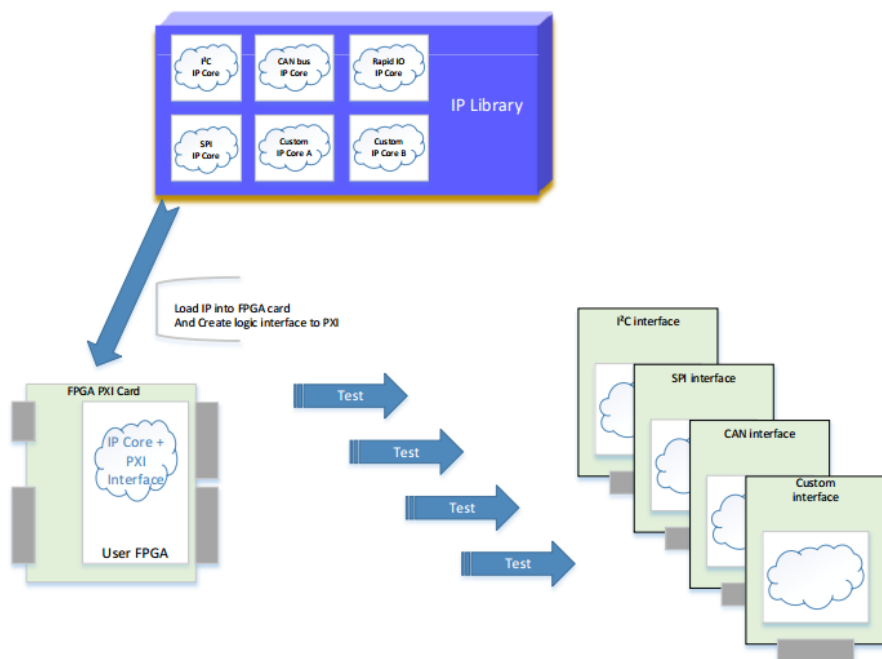 I²C
IP Core
CAN bus
IP Core
Rapid IO
IP Core
IP Library
SPI
IP Core
Custom
IP Core A
Custom
IP Core B
Load IP into FPGA card
And Create logic interface to PXI
I²C interface
SPI interface
CAN interface
Custom
interface
FPGA PXI Card
IP Core +
PXI
Interface
User FPGA
Test
Test
Test
Test